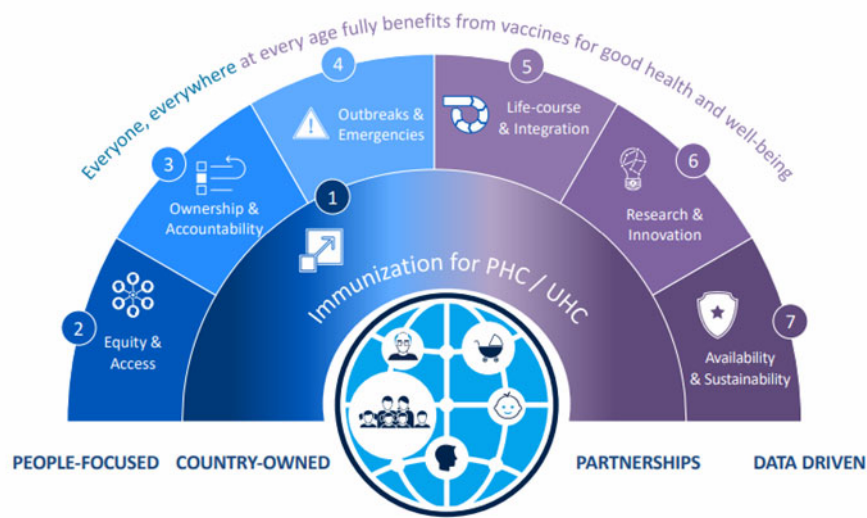 Everyone, everywhere at every age fully benefits from vaccines for good health and well-being
1
Immunization for PHC / UHC
2
Equity &
Access
3
Ownership &
Accountability
4
Outbreaks &
Emergencies
5
Life-course
& Integration
6
Research &
Innovation
7
Availability
& Sustainability
PEOPLE-FOCUSED
COUNTRY-OWNED
PARTNERSHIPS
DATA DRIVEN